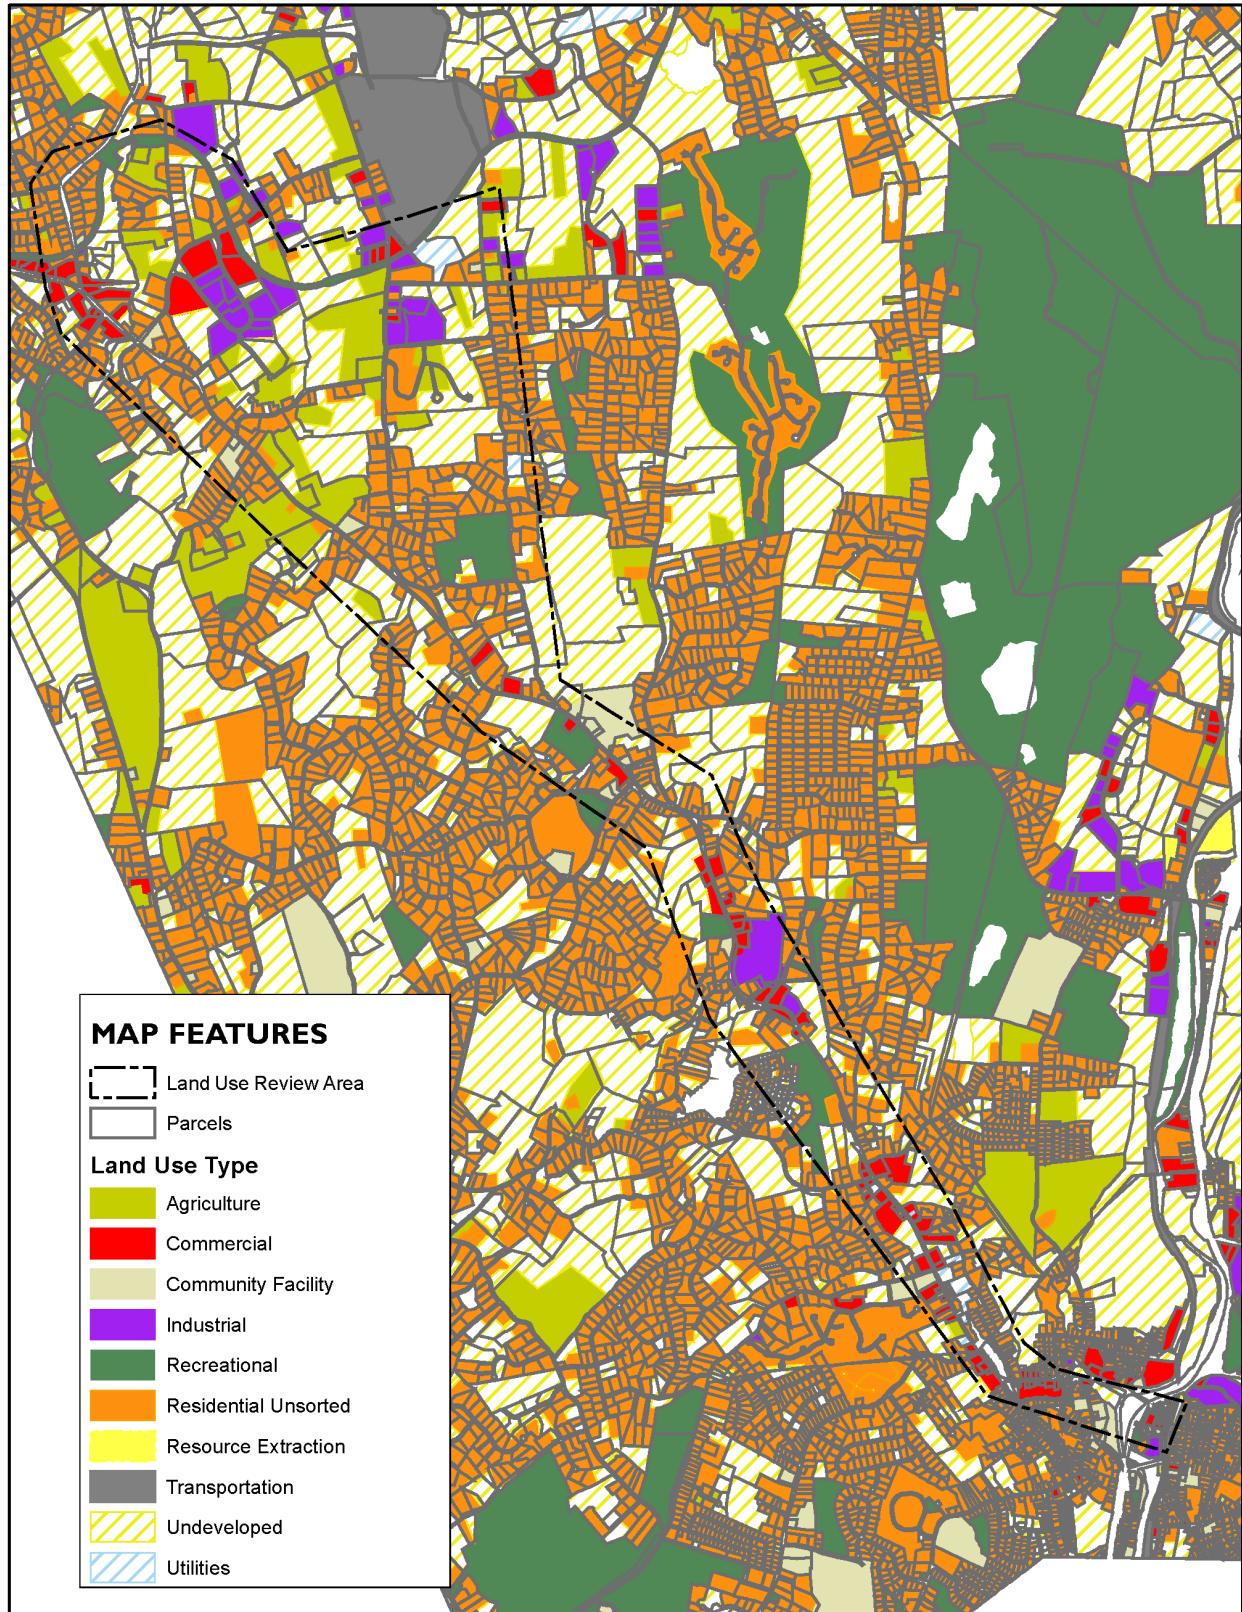 MAP FEATURES
Land Use Review Area
Parcels
Land Use Type
Agriculture
Commercial
Community Facility
Industrial
Recreational
Residential Unsorted
Resource Extraction
Transportation
Undeveloped
Utilities